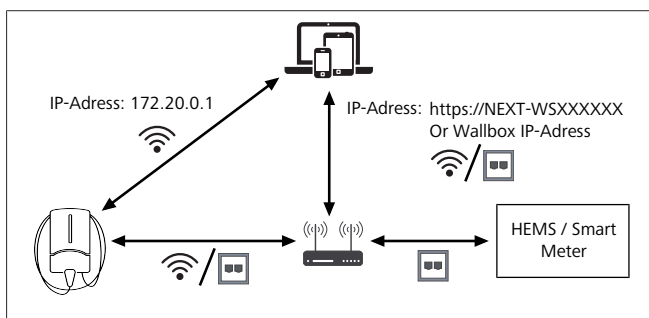 IP-Adress: 172.20.0.1
IP-Adress: https://NEXT-WSXXXXXX
Or Wallbox IP-Adress
HEMS / Smart
Meter